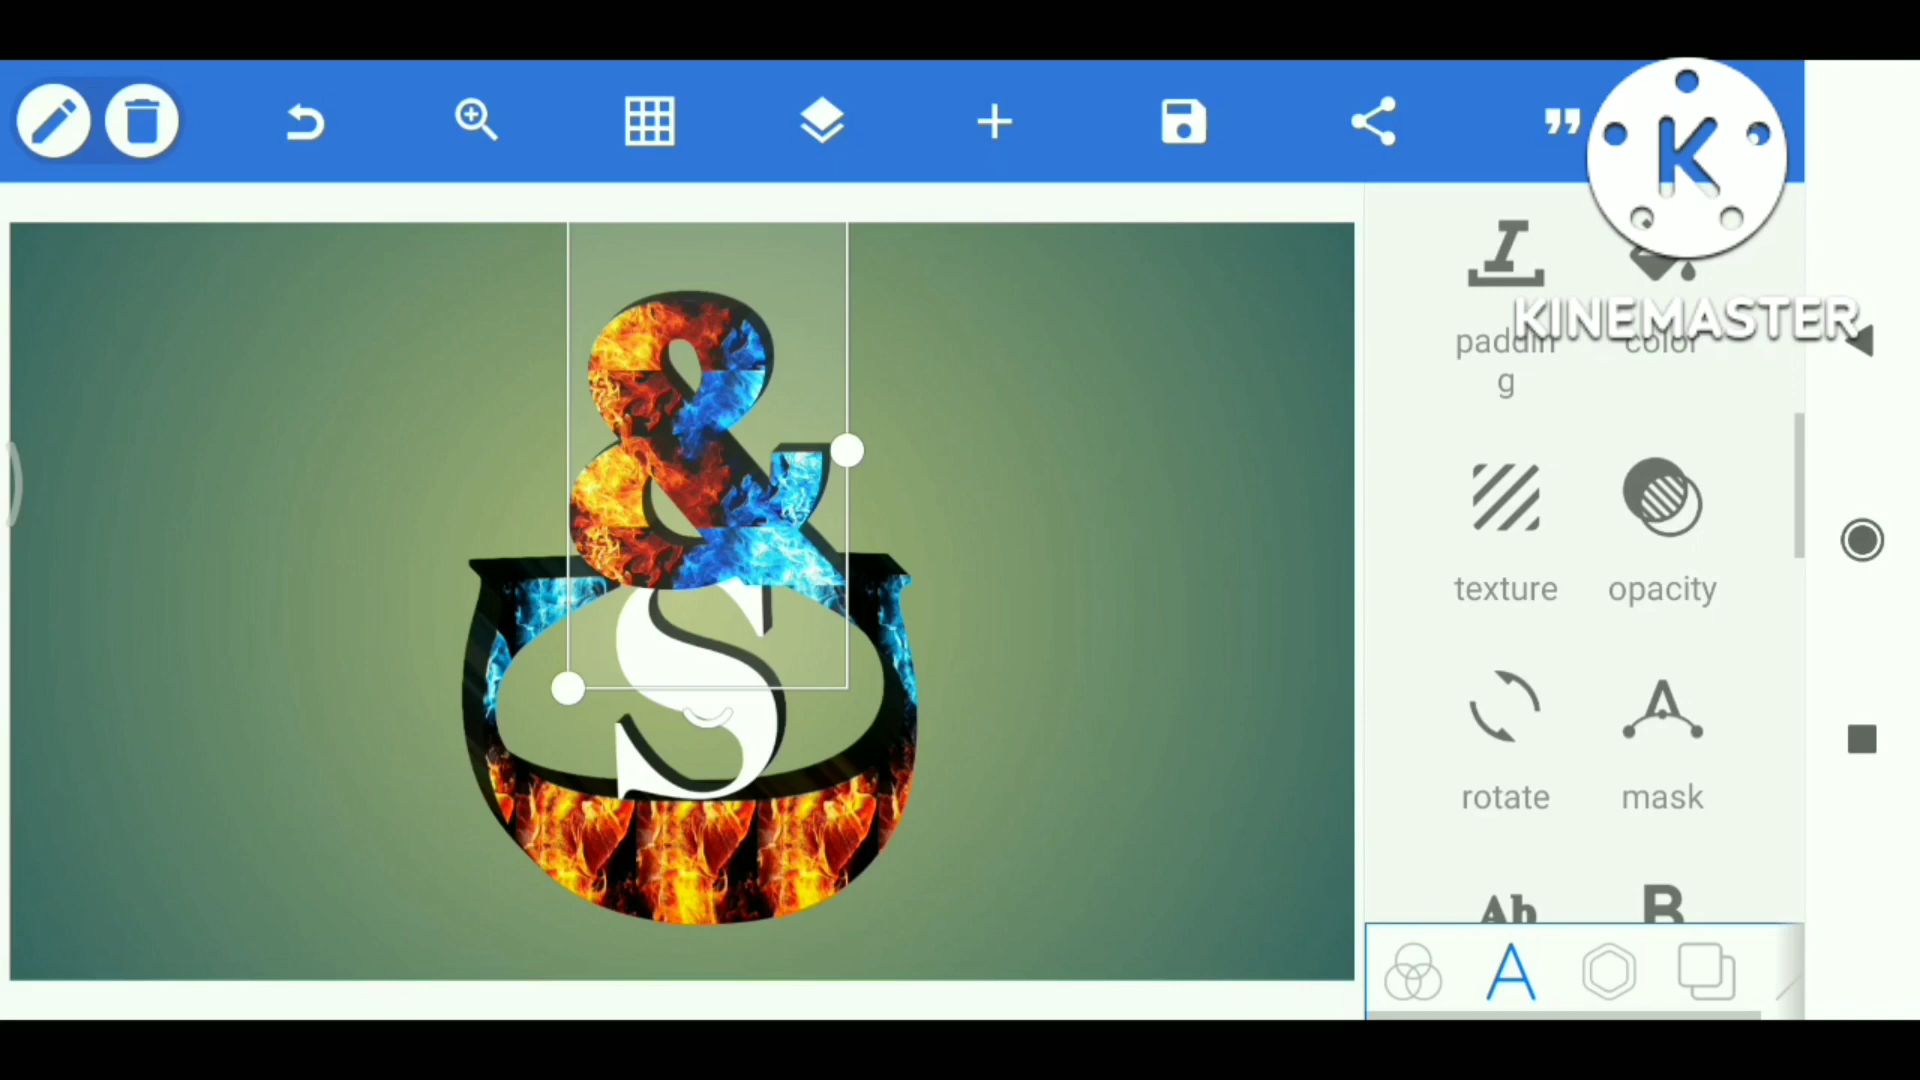 K
KINEMASTER
padding
color
texture
opacity
rotate
mask
Ab
B
A
&
S